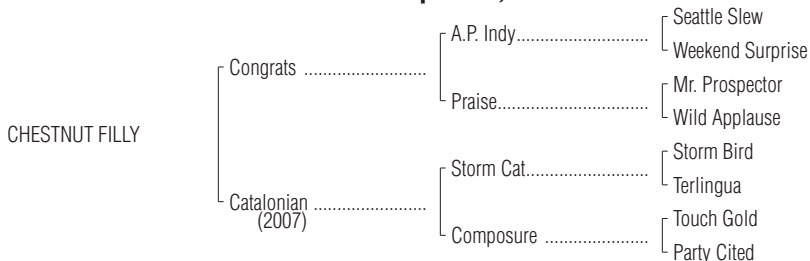 Seattle Slew
A.P. Indy
Weekend Surprise
Congrats
Mr. Prospector
Praise
Wild Applause
CHESTNUT FILLY
Storm Bird
Storm Cat
Terlingua
Catalonian
(2007)
Touch Gold
Composure
Party Cited